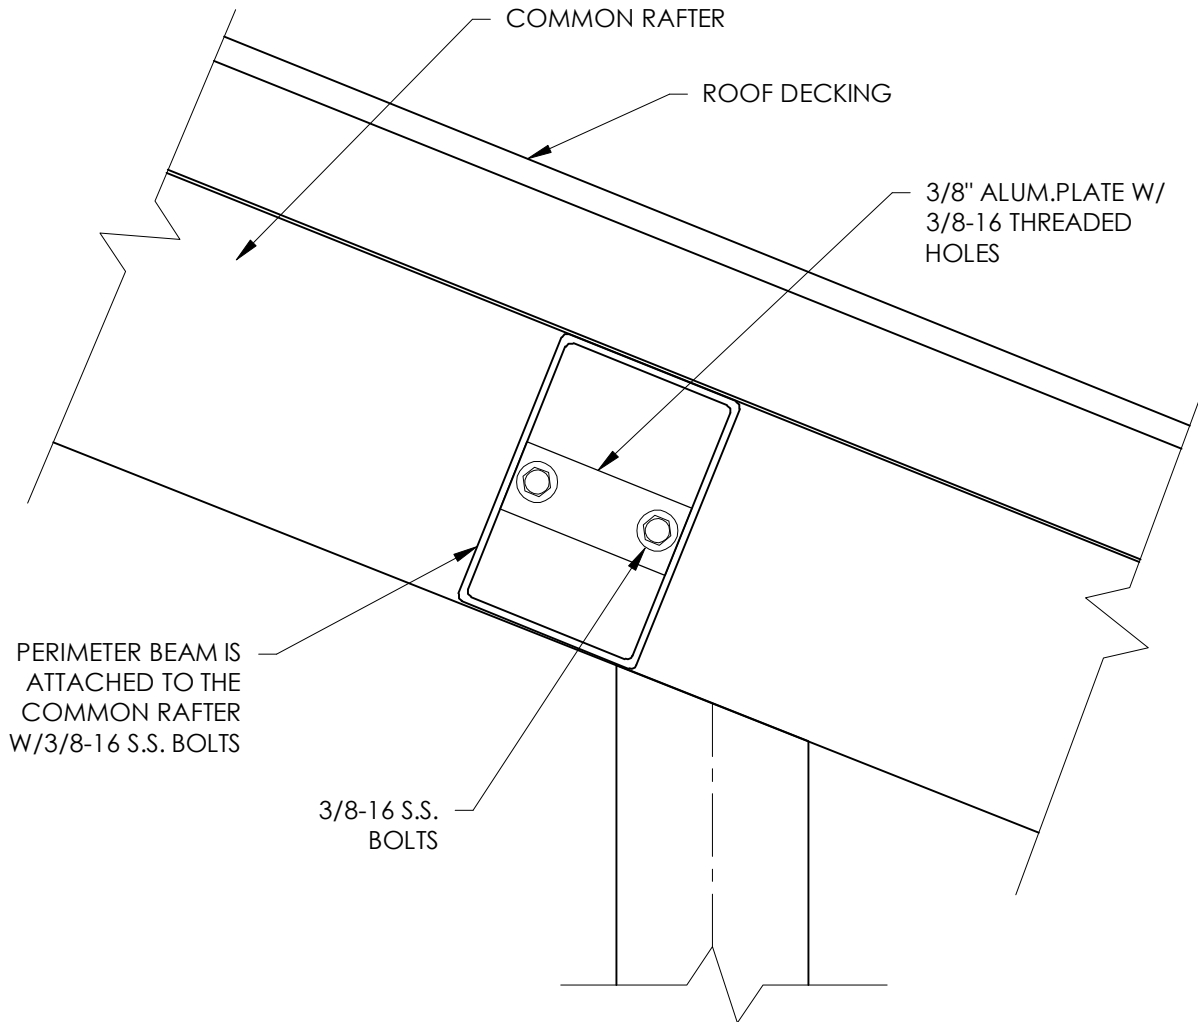 COMMON RAFTER
ROOF DECKING
3/8" ALUM.PLATE W/
3/8-16 THREADED
HOLES
PERIMETER BEAM IS
ATTACHED TO THE
COMMON RAFTER
W/3/8-16 S.S. BOLTS
3/8-16 S.S.
BOLTS